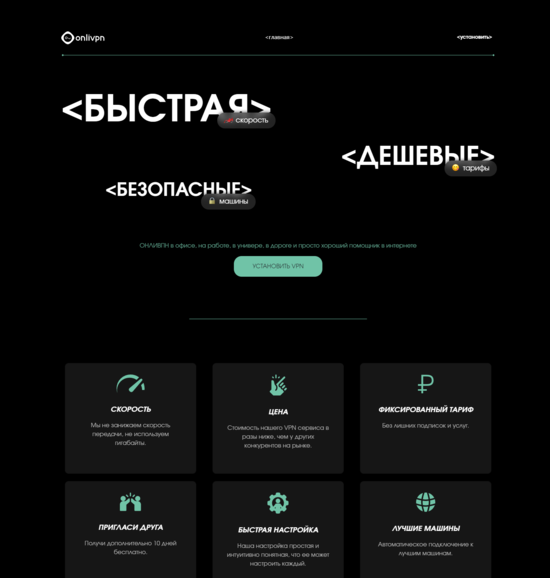 onlivpn
<главная>
<установить>
<БЫСТРАЯ>
скорость
<ДЕШЕВЫЕ>
тарифы
<БЕЗОПАСНЫЕ>
машины
ОНЛИВПН в офисе, на работе, в универе, в дороге и просто хороший помощник в интернете
УСТАНОВИТЬ VPN
СКОРОСТЬ
Мы не занижаем скорость
передачи, не используем
гигабайты.
ЦЕНА
Стоимость нашего VPN сервиса в
разы ниже, чем у других
конкурентов на рынке.
ФИКСИРОВАННЫЙ ТАРИФ
Без лишних подписок и услуг.
ПРИГЛАСИ ДРУГА
Получи дополнительно 10 дней
бесплатно.
БЫСТРАЯ НАСТРОЙКА
Наша настройка простая и
интуитивно понятная, что ее может
настроить каждый.
ЛУЧШИЕ МАШИНЫ
Автоматическое подключение к
лучшим машинам.